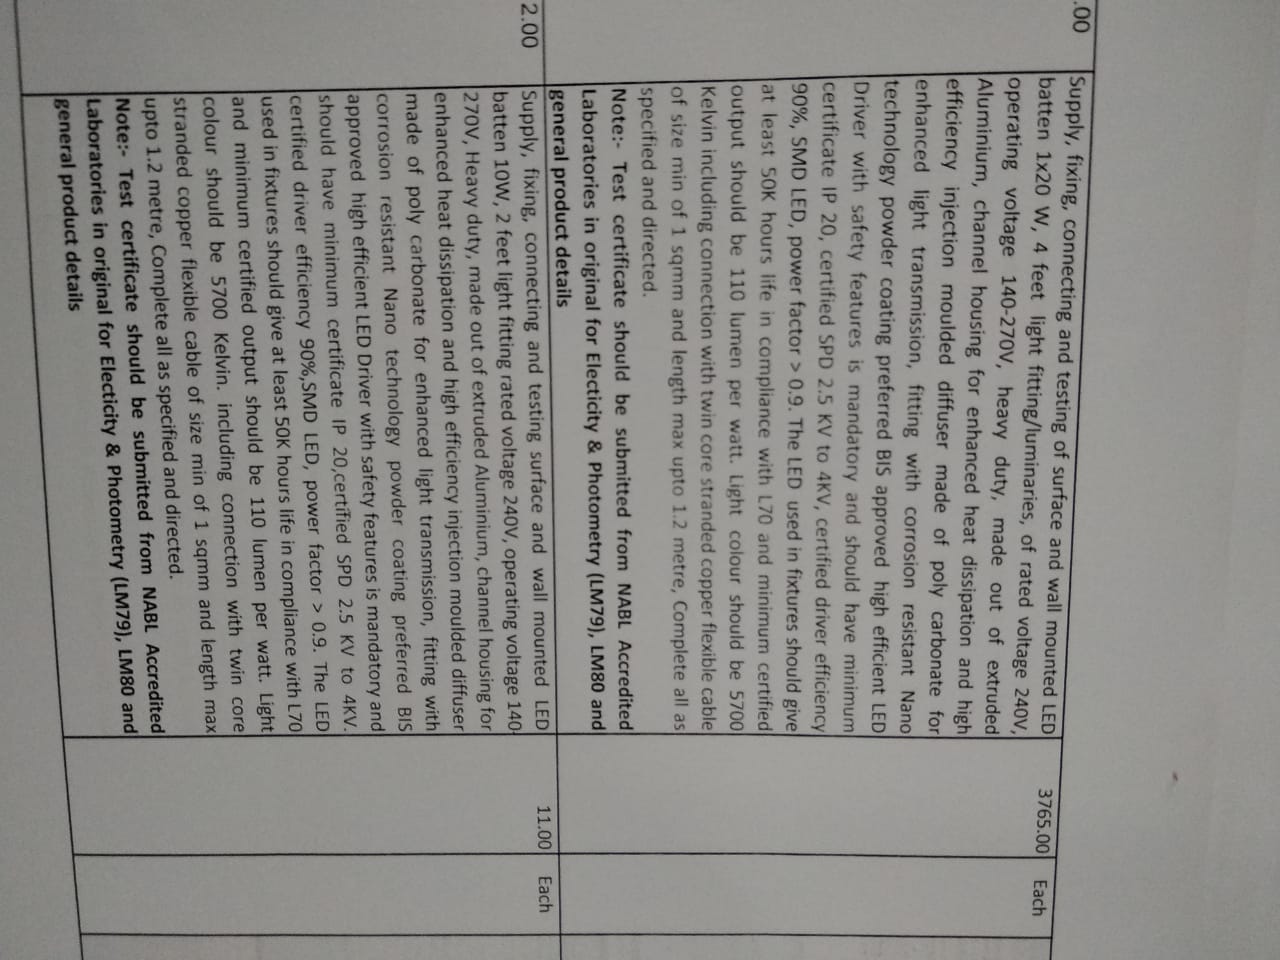 .00
Supply, fixing, connecting and testing of surface and wall mounted LED
batten 1x20 W, 4 feet light fitting/luminaries, of rated voltage 240V,
operating voltage 140-270V, heavy duty, made out of extruded
Aluminium, channel housing for enhanced heat dissipation and high
efficiency injection moulded diffuser made of poly carbonate for
enhanced light transmission, fitting with corrosion resistant Nano
technology powder coating preferred BIS approved high efficient LED
Driver with safety features is mandatory and should have minimum
certificate IP 20, certified SPD 2.5 KV to 4KV, certified driver efficiency
90%, SMD LED, power factor > 0.9. The LED used in fixtures should give
at least 50K hours life in compliance with L70 and minimum certified
output should be 110 lumen per watt. Light colour should be 5700
Kelvin including connection with twin core stranded copper flexible cable
of size min of 1 sqmm and length max upto 1.2 metre, Complete all as
specified and directed.
Note:- Test certificate should be submitted from NABL Accredited
Laboratories in original for Electicity & Photometry (LM79), LM80 and
general product details
3765.00
Each
2.00
Supply, fixing, connecting and testing surface and wall mounted LED
batten 10W, 2 feet light fitting rated voltage 240V, operating voltage 140-
270V, Heavy duty, made out of extruded Aluminium, channel housing for
enhanced heat dissipation and high efficiency injection moulded diffuser
made of poly carbonate for enhanced light transmission, fitting with
corrosion resistant Nano technology powder coating preferred BIS
approved high efficient LED Driver with safety features is mandatory and
should have minimum certificate IP 20,certified SPD 2.5 KV to 4KV.
certified driver efficiency 90%,SMD LED, power factor > 0.9. The LED
used in fixtures should give at least 50K hours life in compliance with L70
and minimum certified output should be 110 lumen per watt. Light
colour should be 5700 Kelvin. including connection with twin core
stranded copper flexible cable of size min of 1 sqmm and length max
upto 1.2 metre, Complete all as specified and directed.
Note:- Test certificate should be submitted from NABL Accredited
Laboratories in original for Electicity & Photometry (LM79), LM80 and
general product details
11.00
Each